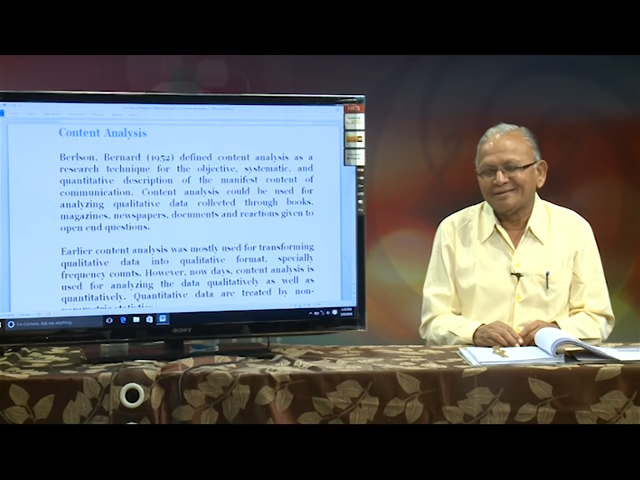 Content Analysis
Berlson, Bernard (1952) defined content analysis as a
research technique for the objective, systematic, and
quantitative description of the manifest content of
communication. Content analysis could be used for
analyzing qualitative data collected through books,
magazines, newspapers, documents and reactions given to
open end questions.
Earlier content analysis was mostly used for transforming
qualitative data into qualitative format, specially
frequency counts. However, now days, content analysis is
used for analyzing the data qualitatively as well as
quantitatively. Quantitative data are treated by non-
I'm Cortana. Ask me anything.
SONY